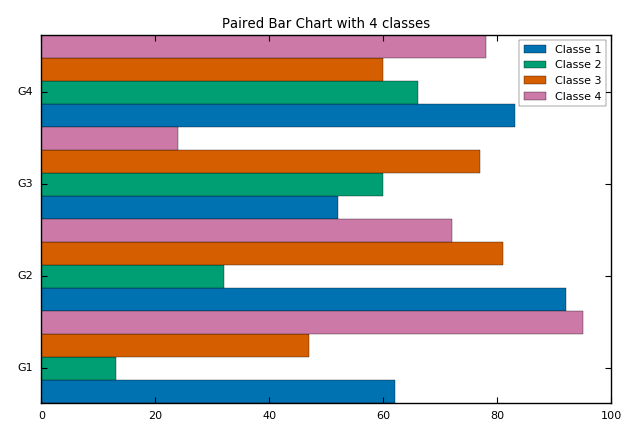 Paired Bar Chart with 4 classes
Classe 1
Classe 2
Classe 3
Classe 4
G4
G3
G2
G1
0 20 40 60 80 100